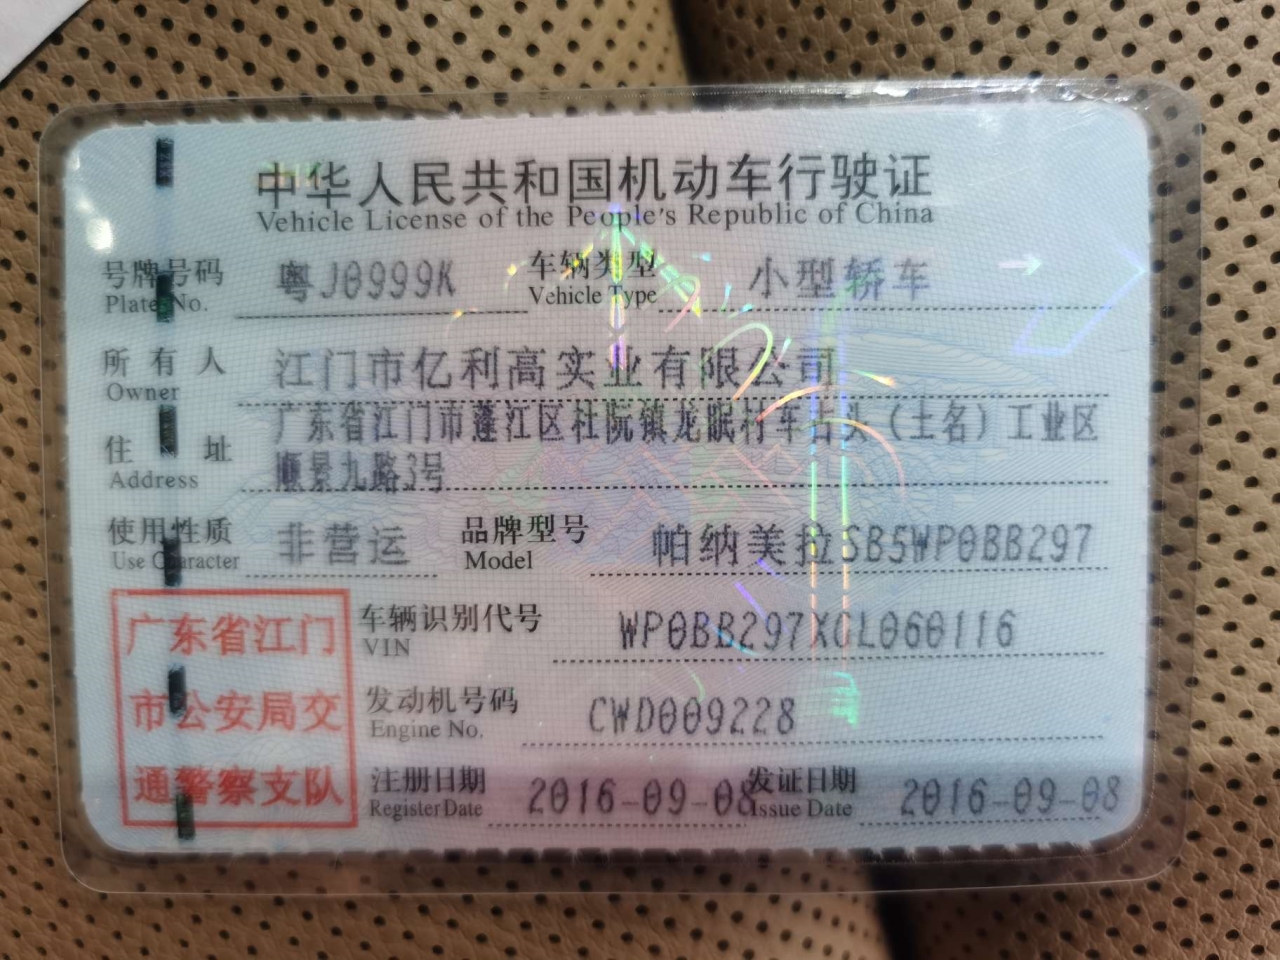 中华人民共和国机动车行驶证
Vehicle License of the People's Republic of China
号牌号码 粤J0999K 车辆类型 小型轿车
Plate No. Vehicle Type
所有人 江门市亿利高实业有限公司
Owner
住址 广东省江门市蓬江区杜阮镇龙眠村车古头（土名）工业区
Address 顺景九路3号
使用性质 非营运 品牌型号 帕纳美拉SB5WP0BB297
Use Character Model
广东省江门
市公安局交
通警察支队
车辆识别代号 WP0BB297XGL060116
VIN
发动机号码 CWD009228
Engine No.
注册日期 2016-09-08 发证日期 2016-09-08
Register Date Issue Date